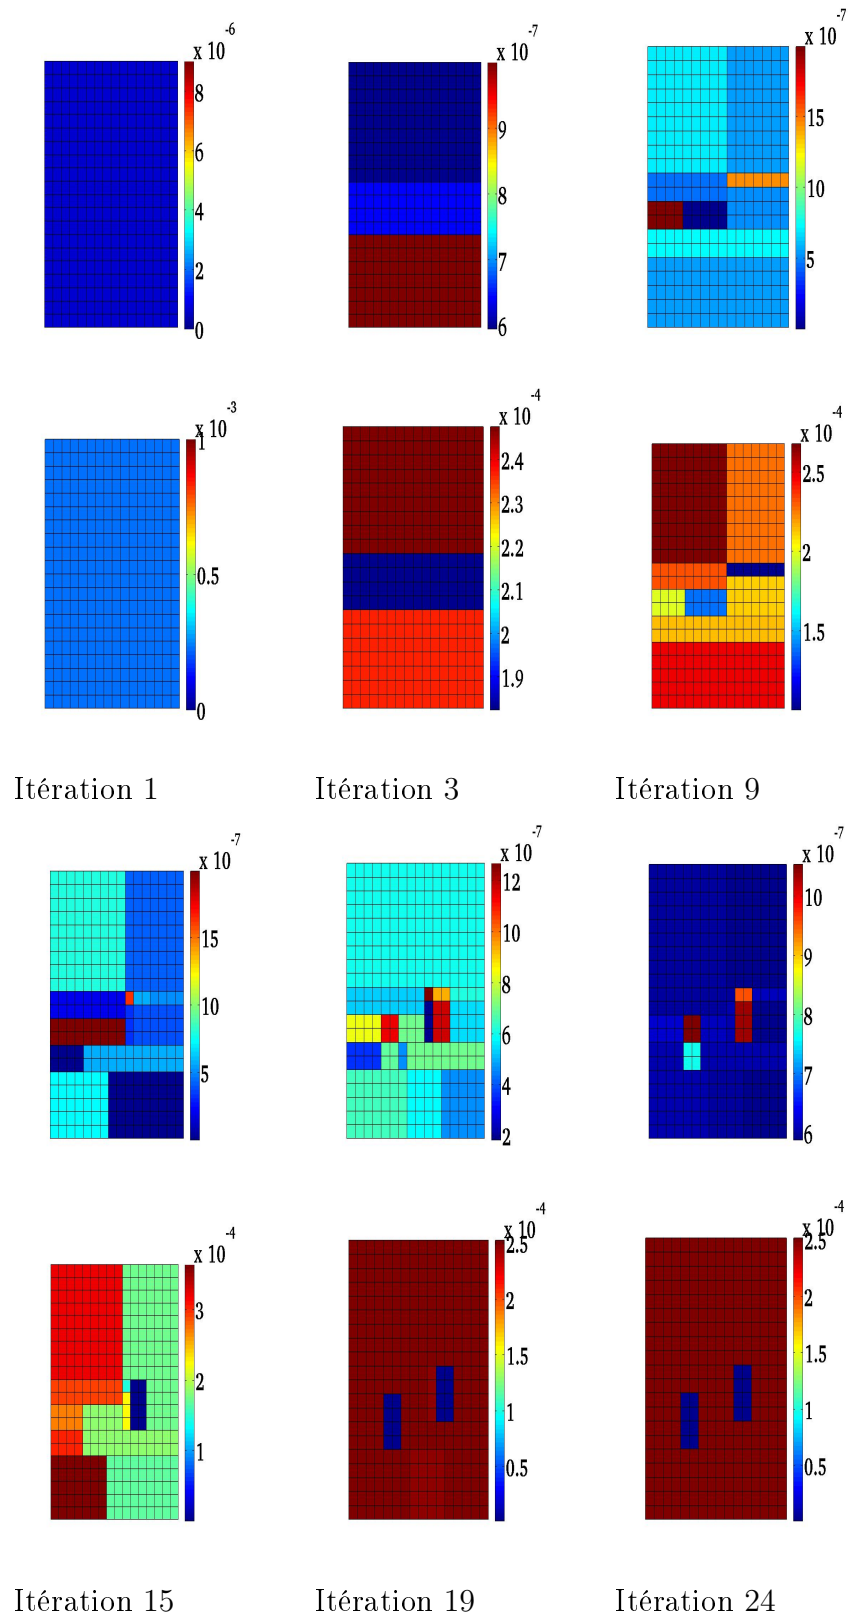 x 10 -6
8
6
4
2
0
x 10 -7
9
8
7
6
x 10 -7
15
10
5
x 10 -3
1
0.5
0
x 10 -4
2.4
2.3
2.2
2.1
2
1.9
x 10 -4
2.5
2
1.5
Itération 1
Itération 3
Itération 9
x 10 -7
15
10
5
x 10 -7
12
10
8
6
4
2
x 10 -7
10
9
8
7
6
x 10 -4
3
2
1
x 10 -4
2.5
2
1.5
1
0.5
x 10 -4
2.5
2
1.5
1
0.5
Itération 15
Itération 19
Itération 24